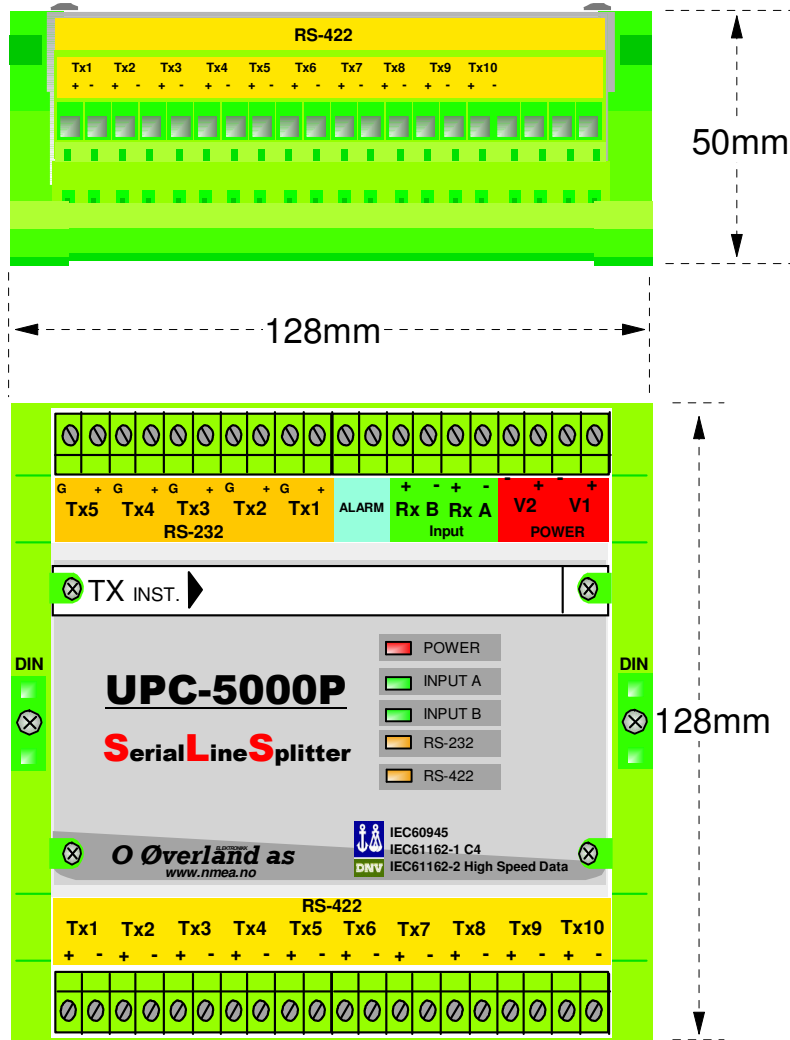 RS-422
Tx1 Tx2 Tx3 Tx4 Tx5 Tx6 Tx7 Tx8 Tx9 Tx10
+ - + - + - + - + - + - + - + - + - + -
50mm
128mm
G + G + G + G + G + + - + - - + - +
Tx5 Tx4 Tx3 Tx2 Tx1 ALARM Rx B Rx A V2 V1
RS-232 Input POWER
TX INST.
POWER
INPUT A
INPUT B
RS-232
RS-422
DIN
DIN
UPC-5000P
SerialLineSplitter
128mm
ELEKTRONIKK
O Øverland as
www.nmea.no
IEC60945
IEC61162-1 C4
DNV IEC61162-2 High Speed Data
RS-422
Tx1 Tx2 Tx3 Tx4 Tx5 Tx6 Tx7 Tx8 Tx9 Tx10
+ - + - + - + - + - + - + - + - + - + -